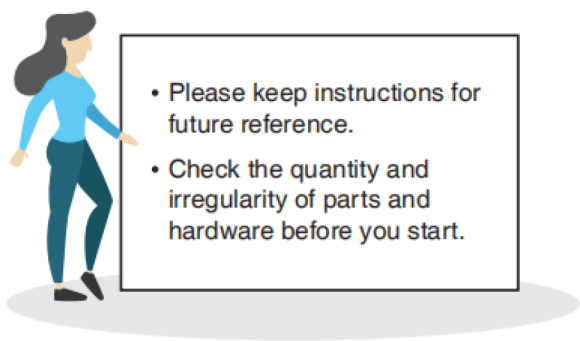 • Please keep instructions for
future reference.
• Check the quantity and
irregularity of parts and
hardware before you start.